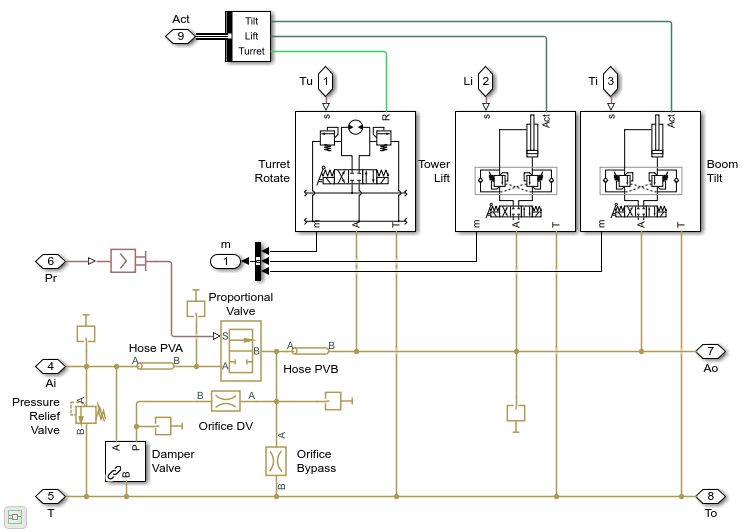 Act
9
Tilt
Lift
Turret
Tu
1
Li
2
Ti
3
s
R
s
Act
s
Act
Turret
Rotate
Tower
Lift
Boom
Tilt
m
A
T
m
A
T
m
A
T
m
1
6
Pr
Proportional
Valve
S
B
A
Hose PVA
A
B
A
B
Hose PVB
4
Ai
7
Ao
Pressure
Relief
Valve
A
B
B
A
Orifice DV
A
P
B
Damper
Valve
A
B
Orifice
Bypass
5
T
8
To